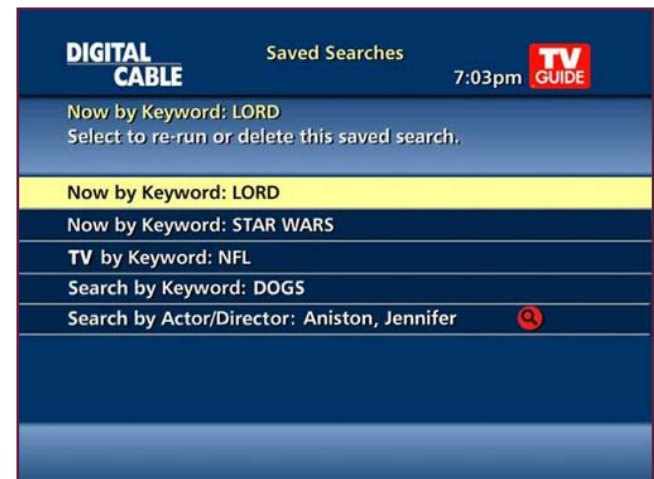 DIGITAL
CABLE
Saved Searches
7:03pm
TV
GUIDE
Now by Keyword: LORD
Select to re-run or delete this saved search.
Now by Keyword: LORD
Now by Keyword: STAR WARS
TV by Keyword: NFL
Search by Keyword: DOGS
Search by Actor/Director: Aniston, Jennifer